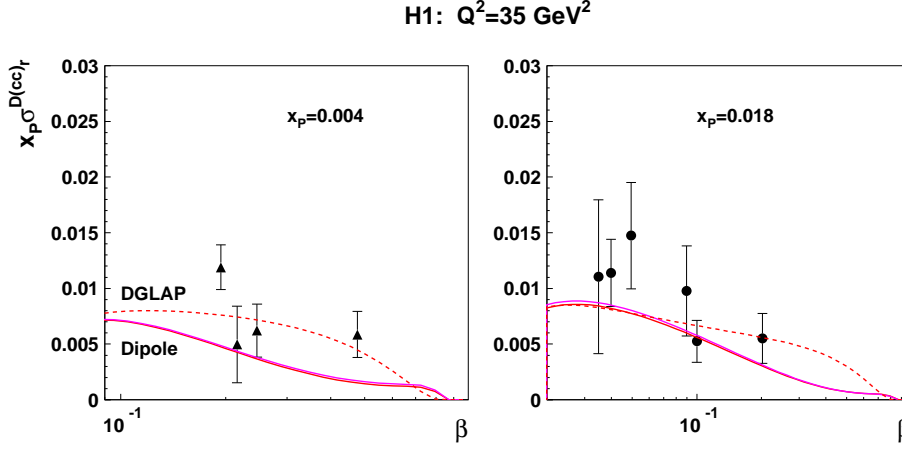 H1: Q²=35 GeV²
x_P σ^D(cc)_r
0.03
0.025
0.02
0.015
0.01
0.005
0
x_P=0.004
DGLAP
Dipole
10⁻¹
β
0.03
0.025
0.02
0.015
0.01
0.005
0
x_P=0.018
10⁻¹
β